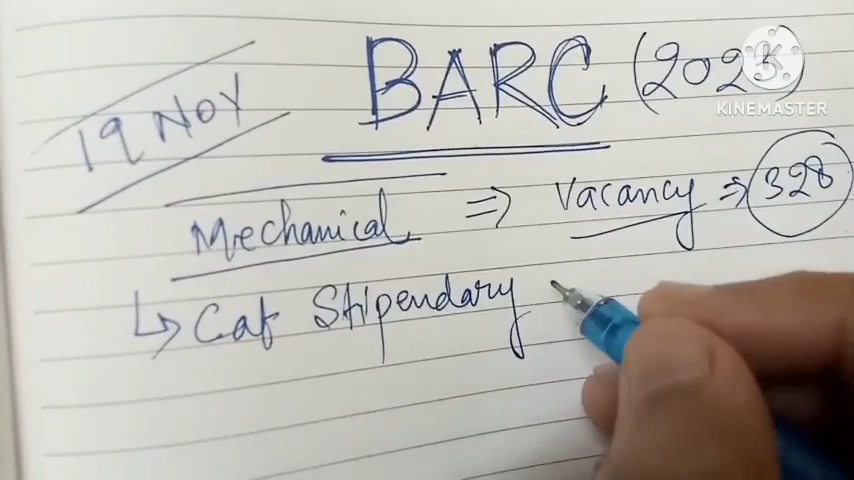 BARC (2023)
KINEMASTER
19 NOV
Mechanical => Vacancy => 328
↳ Cat Stipendary